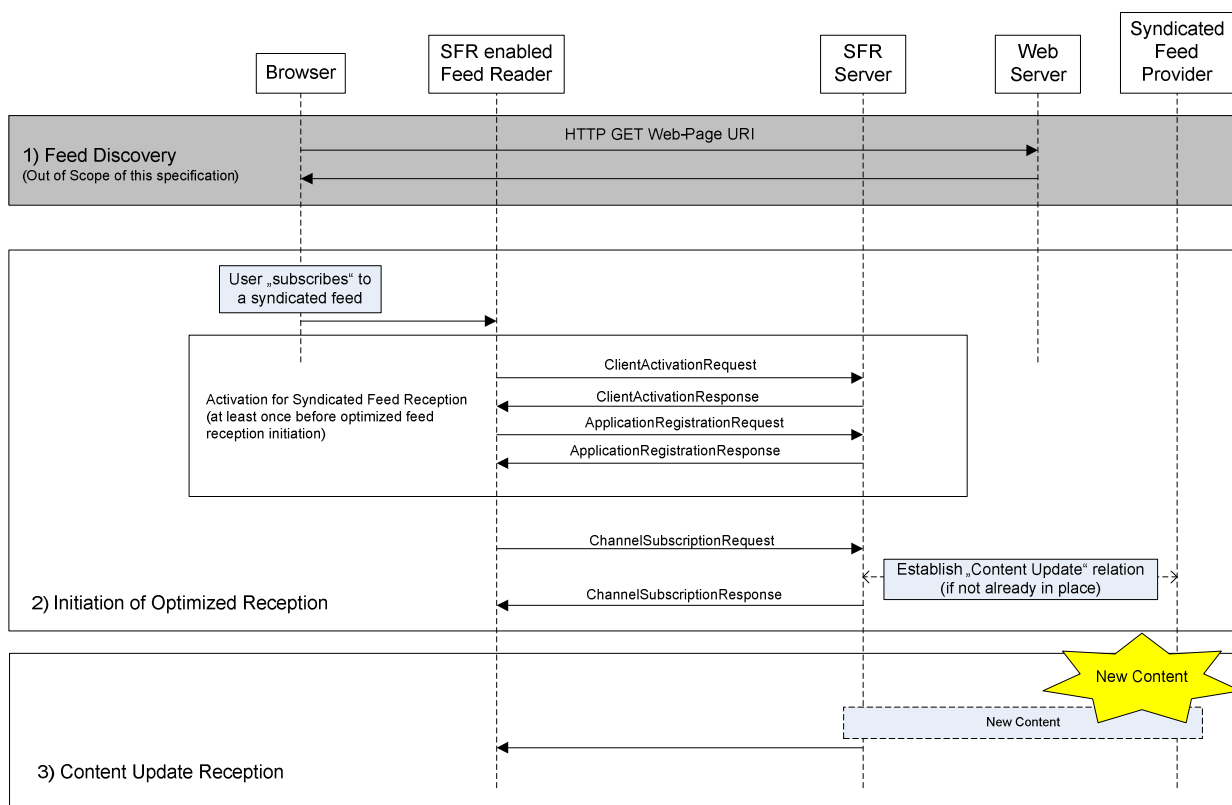 Browser
SFR enabled
Feed Reader
SFR
Server
Web
Server
Syndicated
Feed
Provider
HTTP GET Web-Page URI
1) Feed Discovery
(Out of Scope of this specification)
User „subscribes“ to
a syndicated feed
ClientActivationRequest
Activation for Syndicated Feed Reception
(at least once before optimized feed
reception initiation)
ClientActivationResponse
ApplicationRegistrationRequest
ApplicationRegistrationResponse
ChannelSubscriptionRequest
Establish „Content Update“ relation
(if not already in place)
ChannelSubscriptionResponse
2) Initiation of Optimized Reception
New Content
New Content
3) Content Update Reception